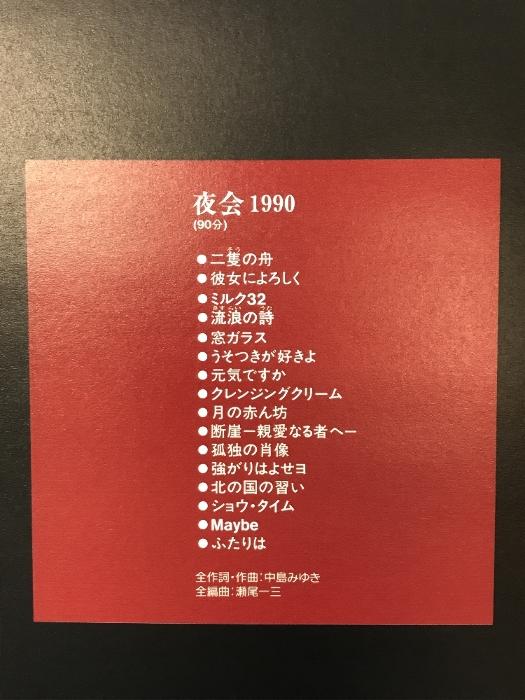 夜会 1990
(90分)
●二隻の舟
●彼女によろしく
●ミルク32
●流浪の詩
●窓ガラス
●うそつきが好きよ
●元気ですか
●クレンジングクリーム
●月の赤ん坊
●断崖ー親愛なる者へー
●孤独の肖像
●強がりはよせヨ
●北の国の習い
●ショウ・タイム
●Maybe
●ふたりは
全作詞・作曲:中島みゆき
全編曲:瀬尾一三